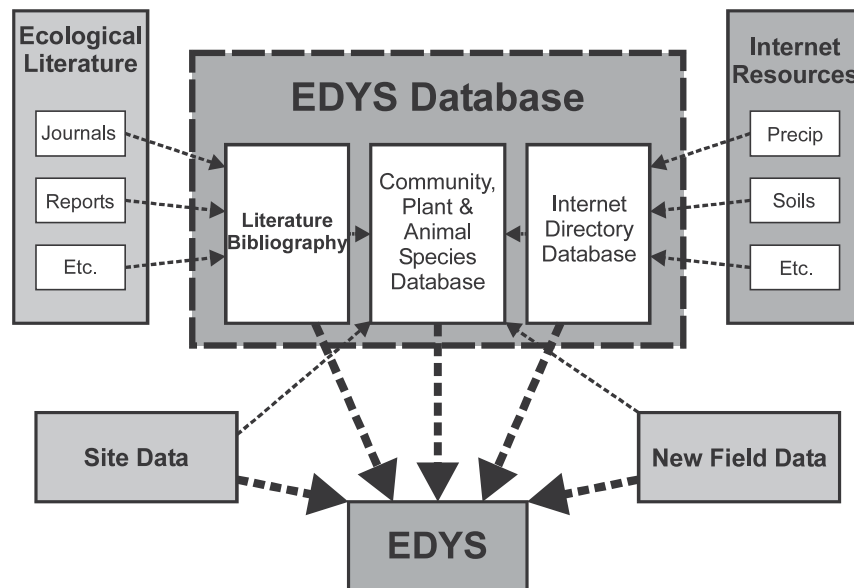 Ecological
Literature
Journals
Reports
Etc.
EDYS Database
Literature
Bibliography
Community,
Plant &
Animal
Species
Database
Internet
Directory
Database
Internet
Resources
Precip
Soils
Etc.
Site Data
New Field Data
EDYS